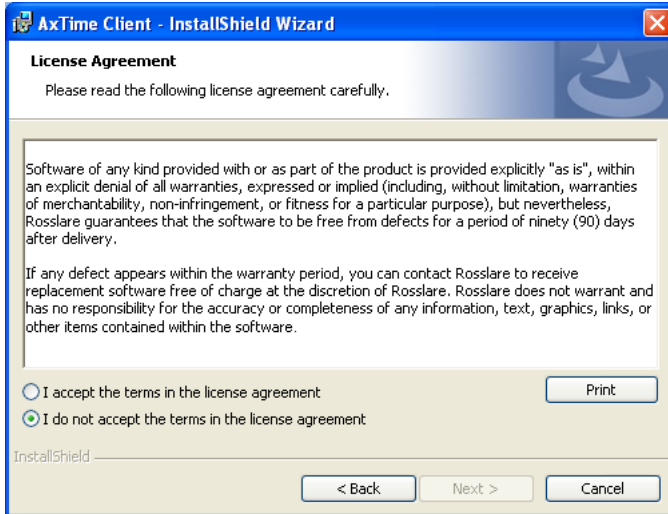 AxTime Client - InstallShield Wizard
License Agreement
Please read the following license agreement carefully.
Software of any kind provided with or as part of the product is provided explicitly "as is", within
an explicit denial of all warranties, expressed or implied (including, without limitation, warranties
of merchantability, non-infringement, or fitness for a particular purpose), but nevertheless,
Rosslare guarantees that the software to be free from defects for a period of ninety (90) days
after delivery.
If any defect appears within the warranty period, you can contact Rosslare to receive
replacement software free of charge at the discretion of Rosslare. Rosslare does not warrant and
has no responsibility for the accuracy or completeness of any information, text, graphics, links, or
other items contained within the software.
I accept the terms in the license agreement
Print
I do not accept the terms in the license agreement
InstallShield
< Back
Next >
Cancel